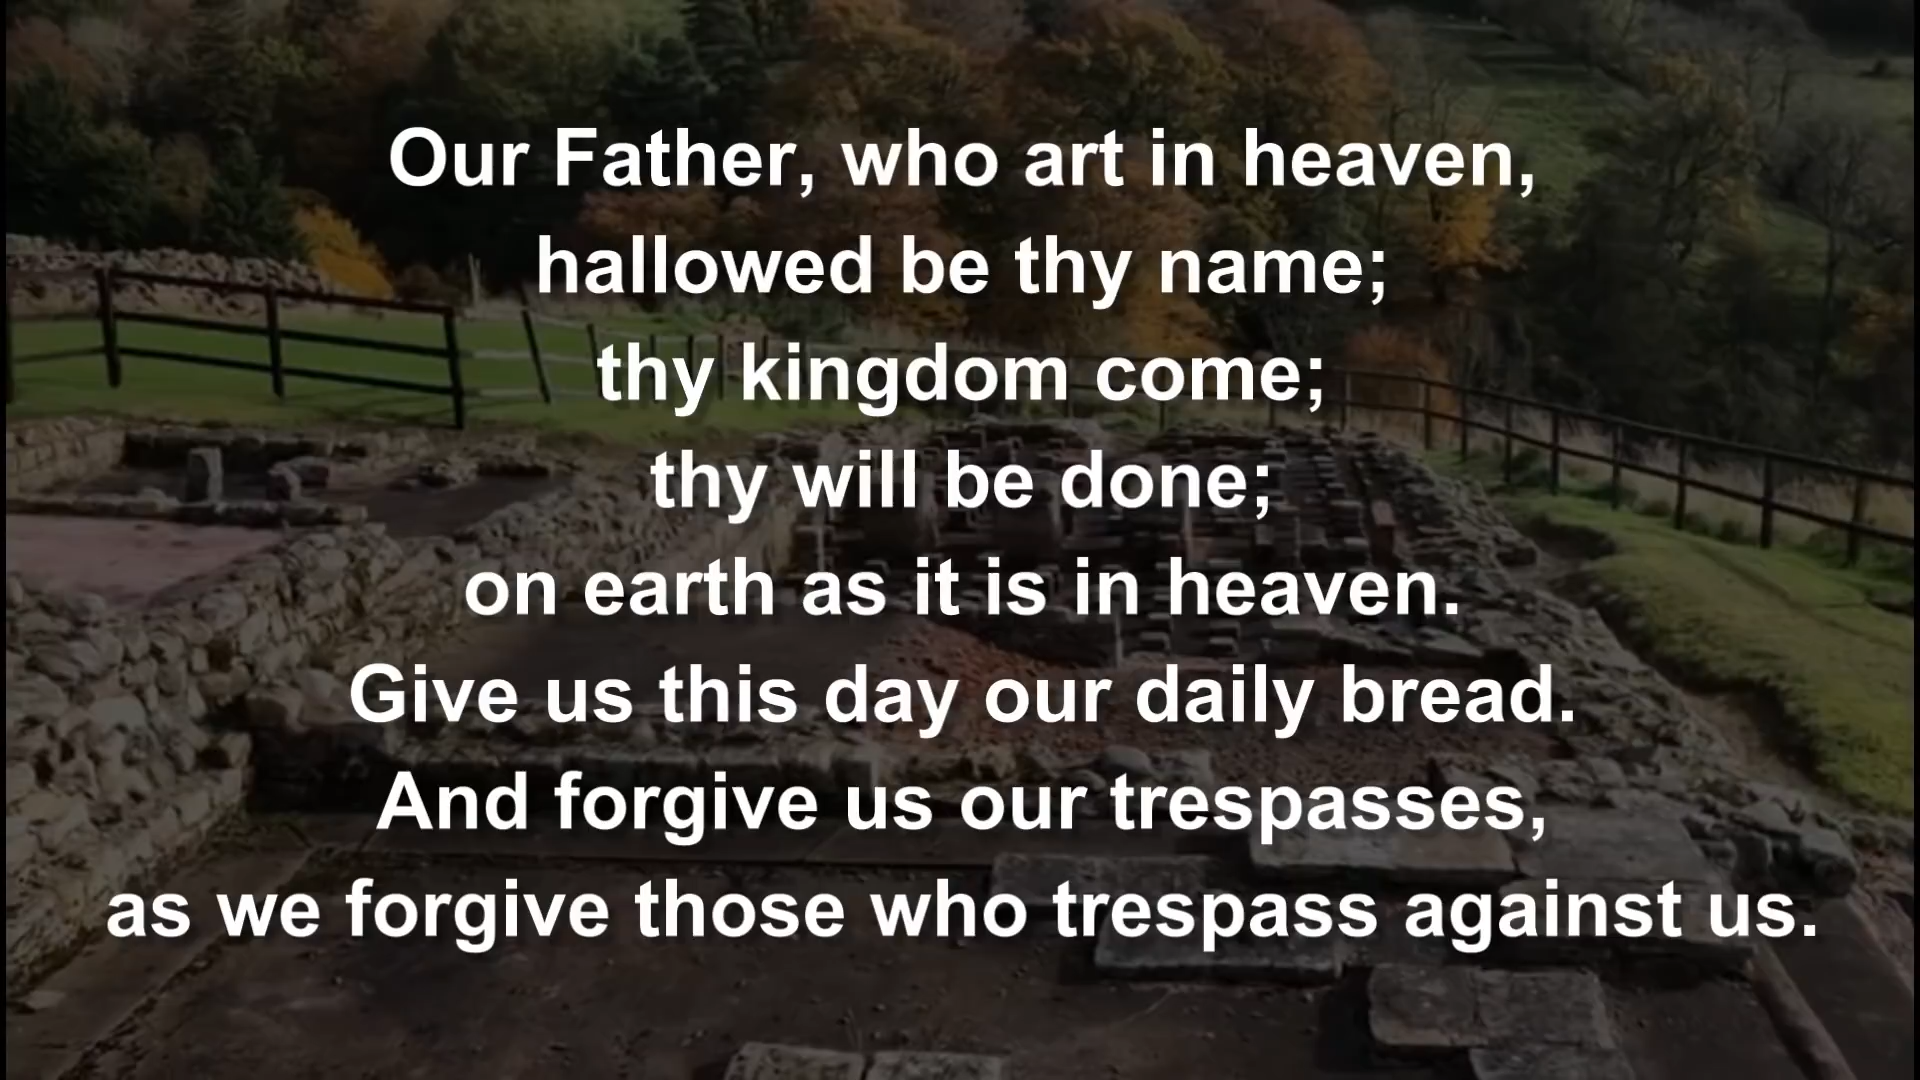 Our Father, who art in heaven,
hallowed be thy name;
thy kingdom come;
thy will be done;
on earth as it is in heaven.
Give us this day our daily bread.
And forgive us our trespasses,
as we forgive those who trespass against us.